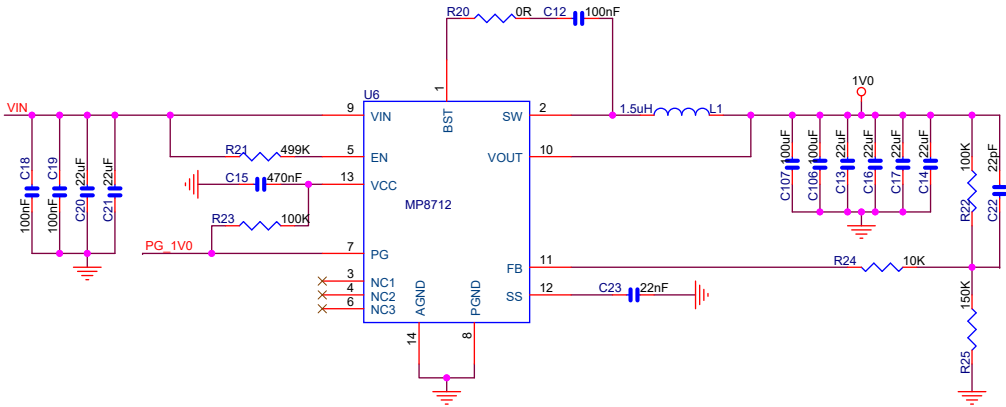 R20 0R C12 100nF
U6
1V0
VIN
1
BST
9 VIN
SW 2
1.5uH L1
R21 499K
5 EN
VOUT 10
C15 470nF
13 VCC
MP8712
R23 100K
PG_1V0
7 PG
3 NC1
4 NC2
6 NC3
FB 11
R24 10K
SS 12
C23 22nF
AGND
PGND
14
8
C18 100nF
C19 100nF
C20 22uF
C21 22uF
C107 100uF
C106 100uF
C13 22uF
C16 22uF
C17 22uF
C14 22uF
R22 100K
C22 22pF
R25 150K